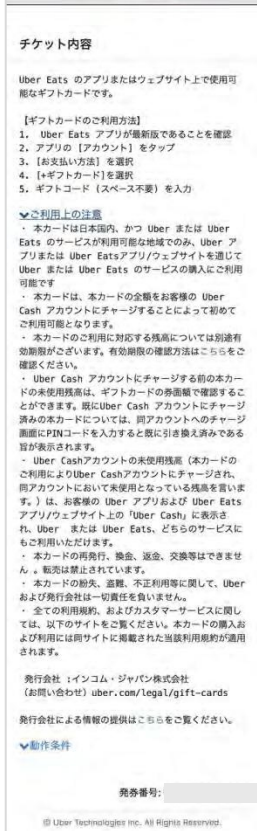 チケット内容
Uber Eats のアプリまたはウェブサイト上で使用可
能なギフトカードです。
【ギフトカードのご利用方法】
1. Uber Eats アプリが最新版であることを確認
2. アプリの [アカウント] をタップ
3. [お支払い方法] を選択
4. [+ギフトカード]を選択
5. ギフトコード (スペース不要) を入力
ご利用上の注意
・ 本カードは日本国内、かつ Uber または Uber
Eats のサービスが利用可能な地域でのみ、Uber ア
プリまたは Uber Eatsアプリ/ウェブサイトを通じて
Uber または Uber Eats のサービスの購入にご利用
可能です
・ 本カードは、本カードの全額をお客様の Uber
Cash アカウントにチャージすることによって初めて
ご利用可能となります。
・ 本カードのご利用に対応する残高については別途有
効期限がございます。有効期限の確認方法はこちらをご
確認ください。
・ Uber Cash アカウントにチャージする前の本カー
ドの未使用残高は、ギフトカードの券面額で確認するこ
とができます。既にUber Cash アカウントにチャージ
済みの本カードについては、同アカウントへのチャージ
画面にPINコードを入力すると既に引き換え済みである
旨が表示されます。
・ Uber Cashアカウントの未使用残高（本カードの
ご利用によりUber Cashアカウントにチャージされ、
同アカウントにおいて未使用となっている残高を言いま
す。）は、お客様の Uber アプリおよび Uber Eats
アプリ/ウェブサイト上の「Uber Cash」に表示さ
れ、Uber または Uber Eats、どちらのサービスに
もご利用いただけます。
・ 本カードの再発行、換金、返金、交換等はできませ
ん 。転売は禁止されています。
・ 本カードの紛失、盗難、不正利用等に関して、Uber
および発行会社は一切責任を負いません。
・ 全ての利用規約、およびカスタマーサービスに関し
ては、以下のサイトをご覧ください。本カードの購入お
よび利用には同サイトに掲載された当該利用規約が適用
されます。
発行会社 :インコム・ジャパン株式会社
（お問い合わせ）uber.com/legal/gift-cards
発行会社による情報の提供はこちらをご覧ください。
動作条件
発券番号:
© Uber Technologies Inc. All Rights Reserved.